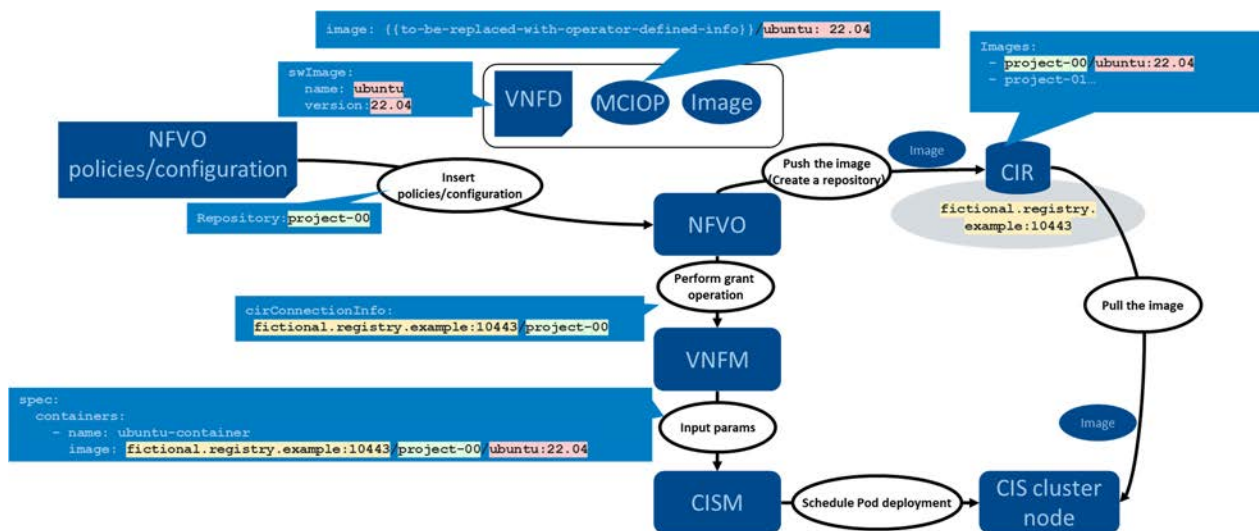 image: {{to-be-replaced-with-operator-defined-info}}/ubuntu: 22.04
Images:
- project-00/ubuntu:22.04
- project-01…
swImage:
name: ubuntu
version:22.04
VNFD
MCIOP
Image
NFVO
policies/configuration
Insert
policies/configuration
Repository:project-00
Push the image
(Create a repository)
Image
CIR
fictional.registry.
example:10443
NFVO
Perform grant
operation
cirConnectionInfo:
fictional.registry.example:10443/project-00
Pull the image
VNFM
spec:
containers:
- name: ubuntu-container
image: fictional.registry.example:10443/project-00/ubuntu:22.04
Input params
Image
CISM
Schedule Pod deployment
CIS cluster
node